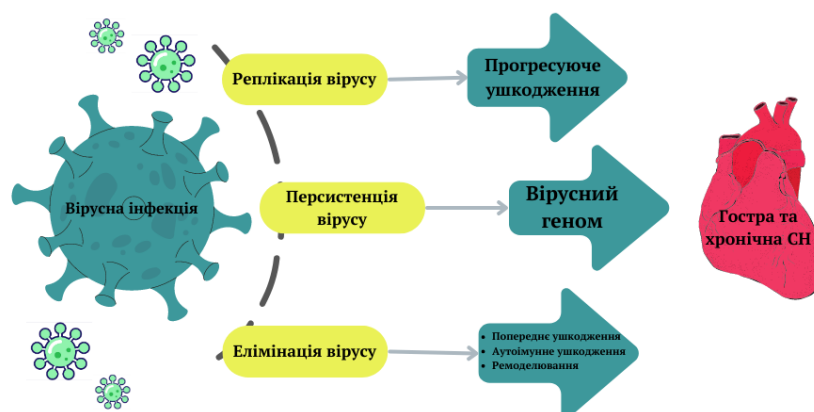 Вірусна інфекція
Реплікація вірусу
Прогресуюче
ушкодження
Персистенція
вірусу
Вірусний
геном
Елімінація вірусу
• Попереднє ушкодження
• Аутоімунне ушкодження
• Ремоделювання
Гостра та
хронічна СН